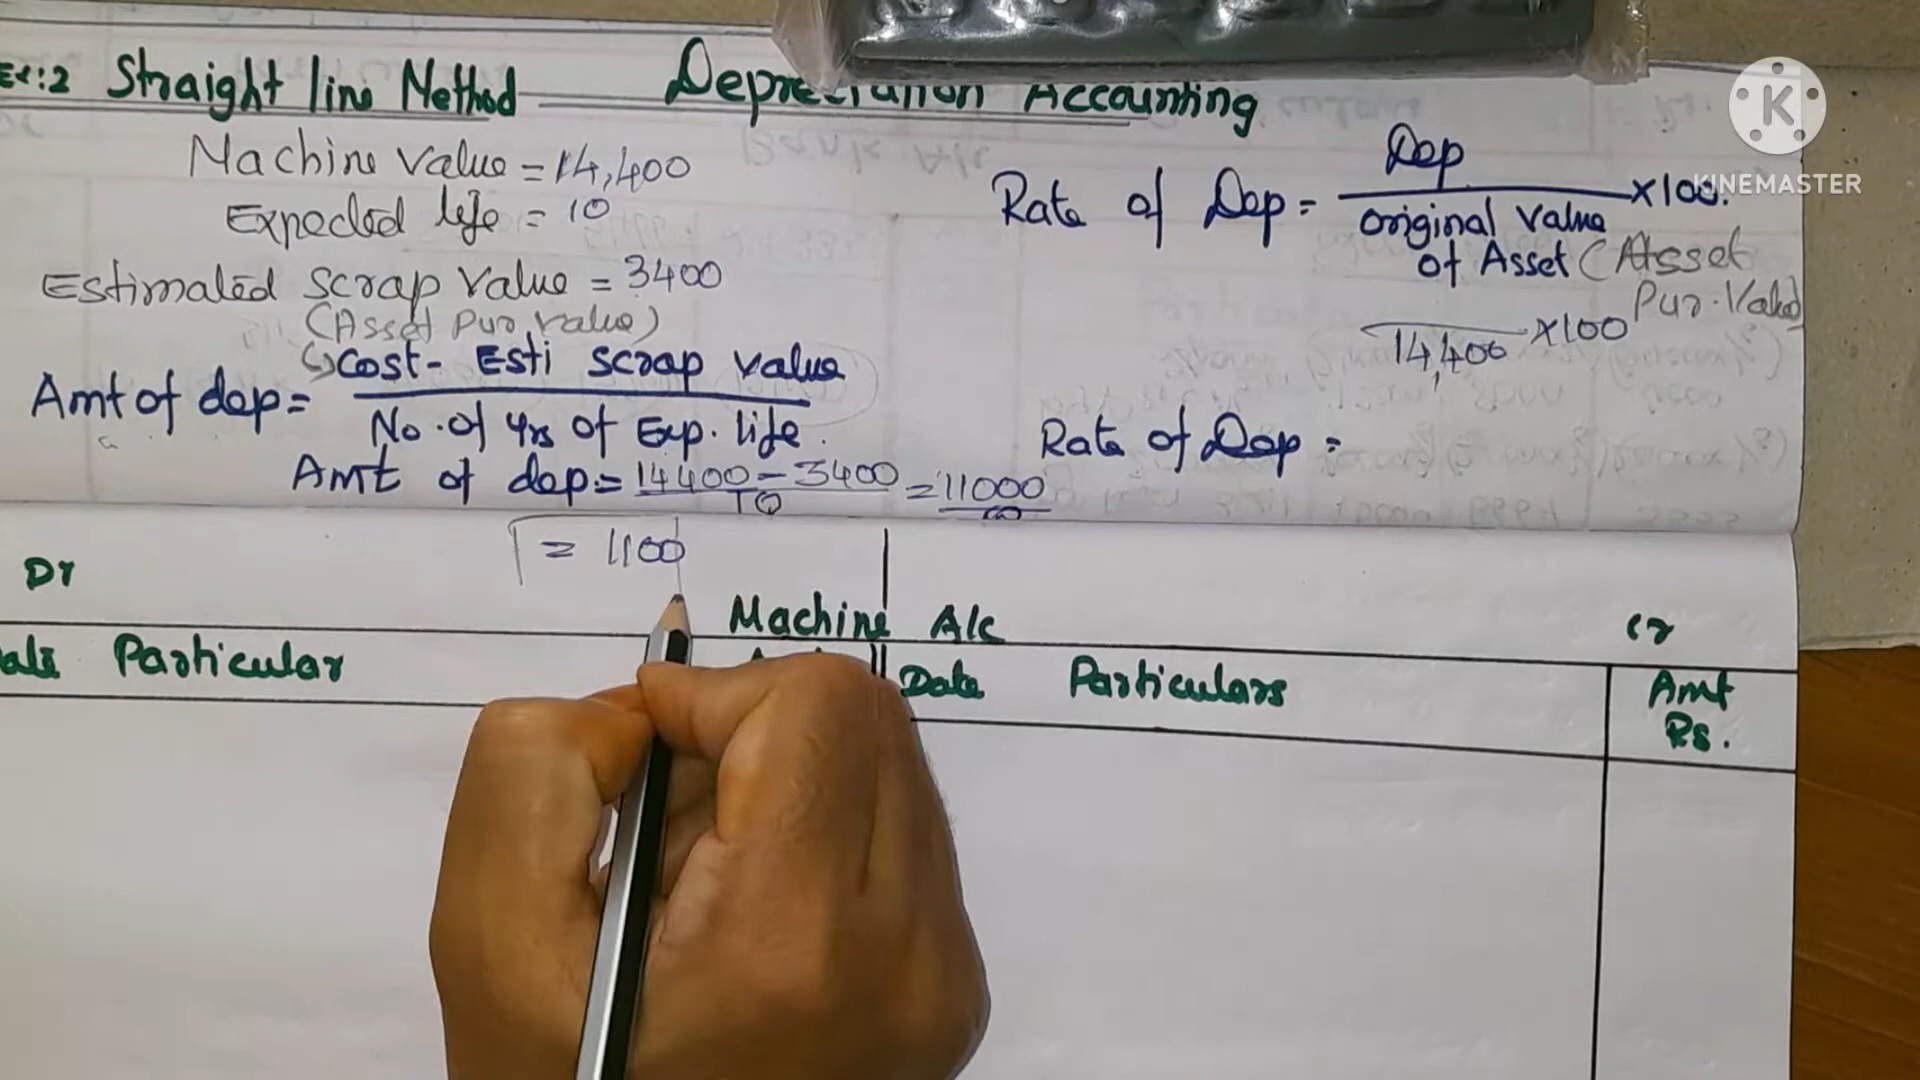 Ex:2 Straight line Method Depreciation Accounting
Machine value = 14,400
Expected life = 10
Estimated Scrap Value = 3400
(Asset Pur Value)
Amt of dep = Cost - Esti scrap value
No. of Yrs of Exp. life.
Amt of dep = 14400 - 3400 = 11000
10 10
= 1100
Rate of Dep = Dep ×100.
original value
of Asset (Asset
Pur. Value)
14,400 ×100
Rate of Dep =
Dr Machine A/c Cr
Particular Date Particulars Amt
Rs.
K
KINEMASTER